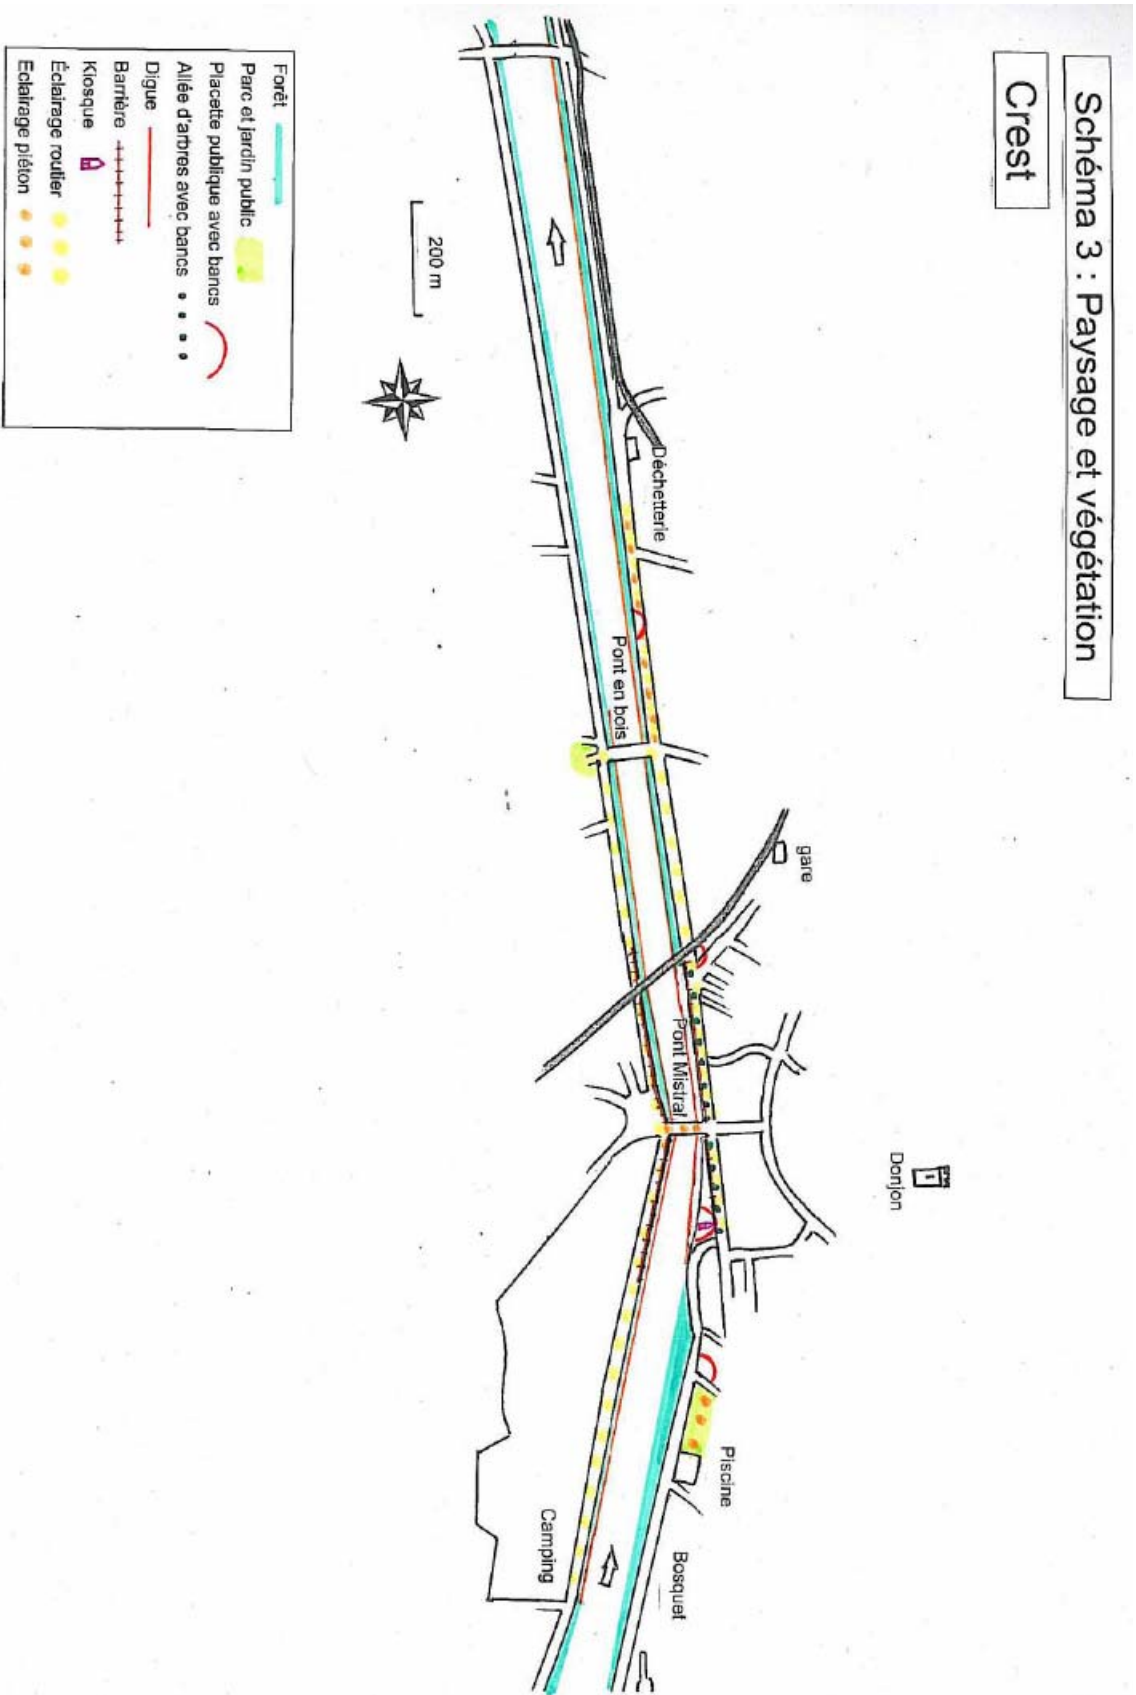 Schéma 3 : Paysage et végétation
Crest
Donjon
gare
Piscine
Bosquet
Déchetterie
Pont Mistral
Pont en bois
Camping
200 m
Forêt
Parc et jardin public
Placette publique avec bancs
Allée d'arbres avec bancs
Digue
Barrière
Kiosque
Éclairage routier
Eclairage piéton